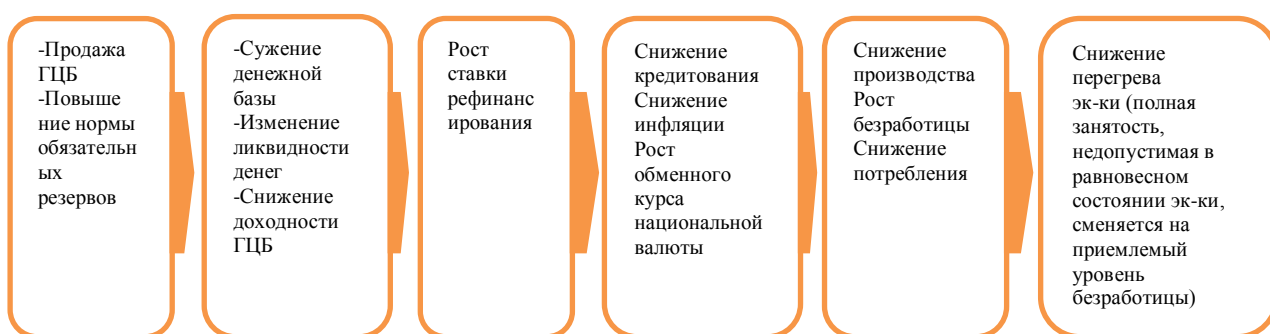 -Продажа
ГЦБ
-Повыше
ние нормы
обязательн
ых
резервов
-Сужение
денежной
базы
-Изменение
ликвидности
денег
-Снижение
доходности
ГЦБ
Рост
ставки
рефинанс
ирования
Снижение
кредитования
Снижение
инфляции
Рост
обменного
курса
национальной
валюты
Снижение
производства
Рост
безработицы
Снижение
потребления
Снижение
перегрева
эк-ки (полная
занятость,
недопустимая в
равновесном
состоянии эк-ки,
сменяется на
приемлемый
уровень
безработицы)